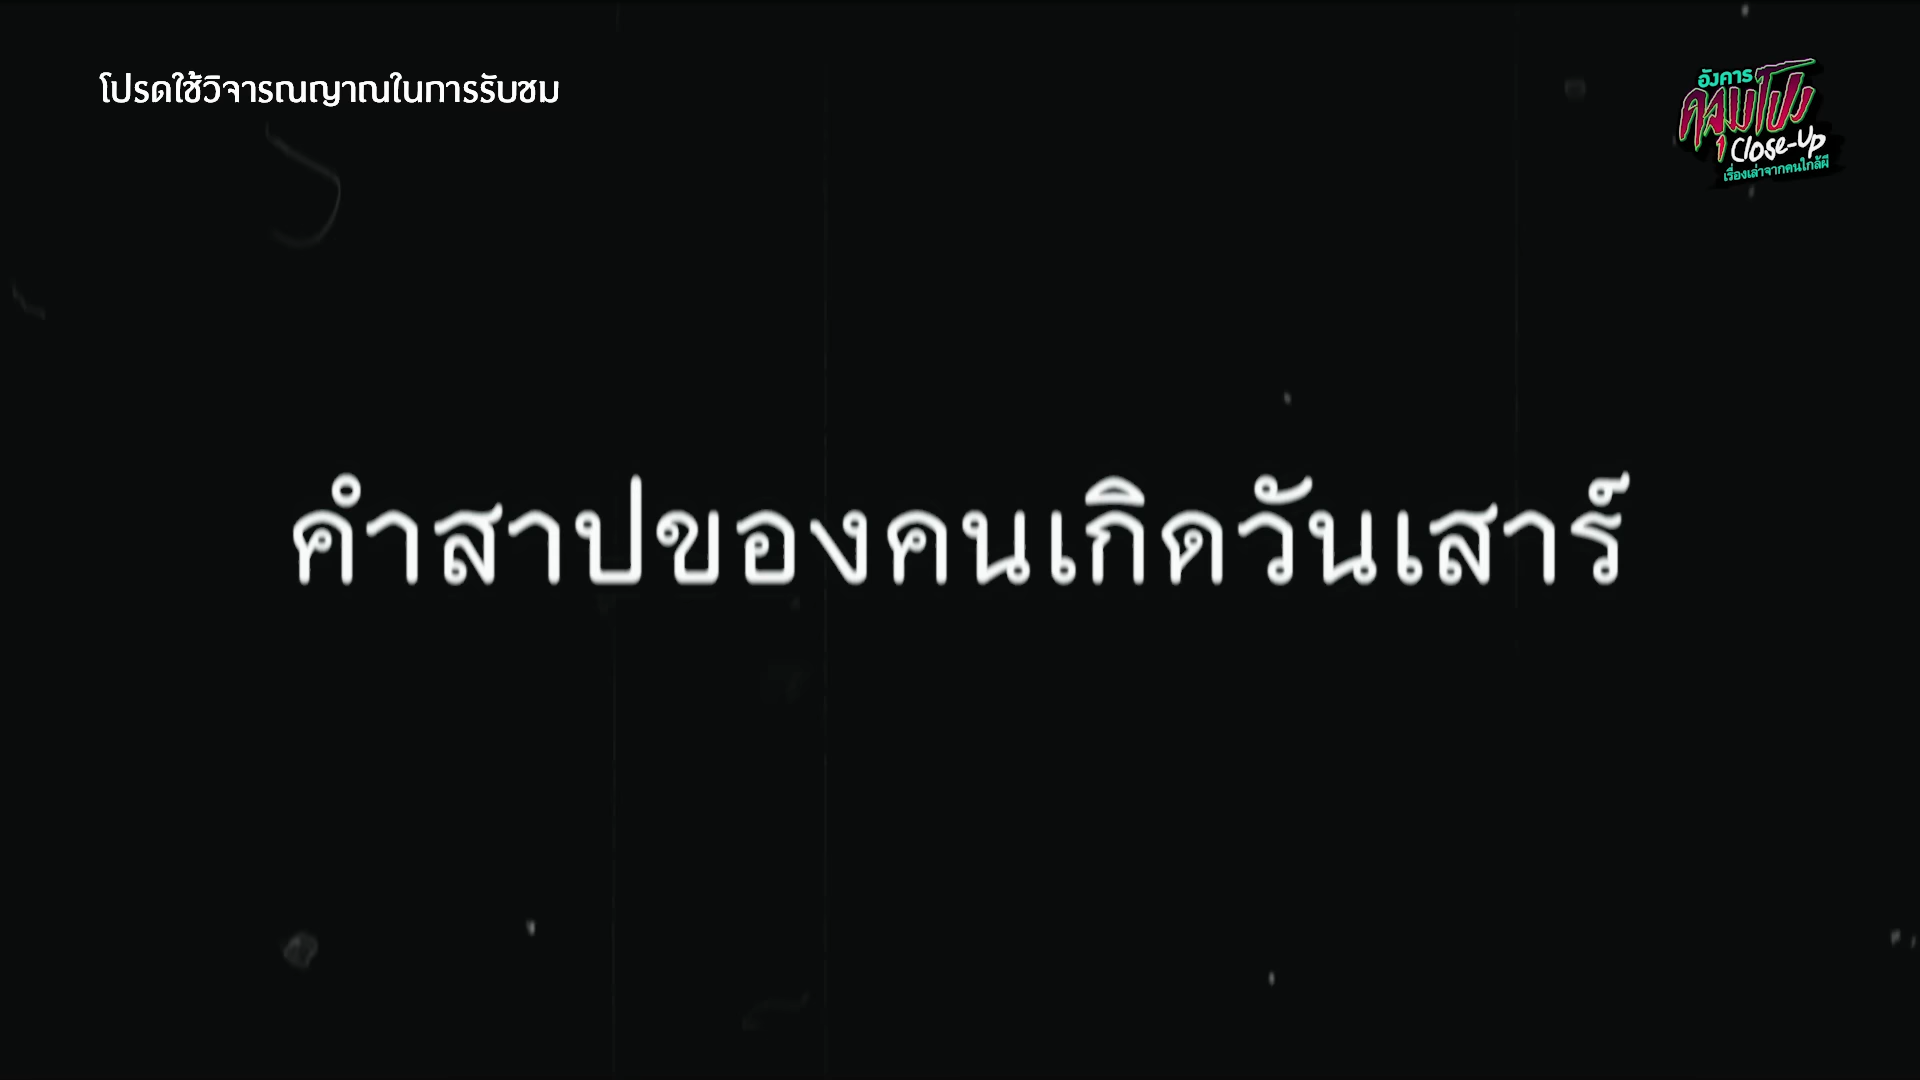 โปรดใช้วิจารณญาณในการรับชม
อังคาร
คลุมโปง
Close-Up
เรื่องเล่าจากคนใกล้ผี
คำสาปของคนเกิดวันเสาร์